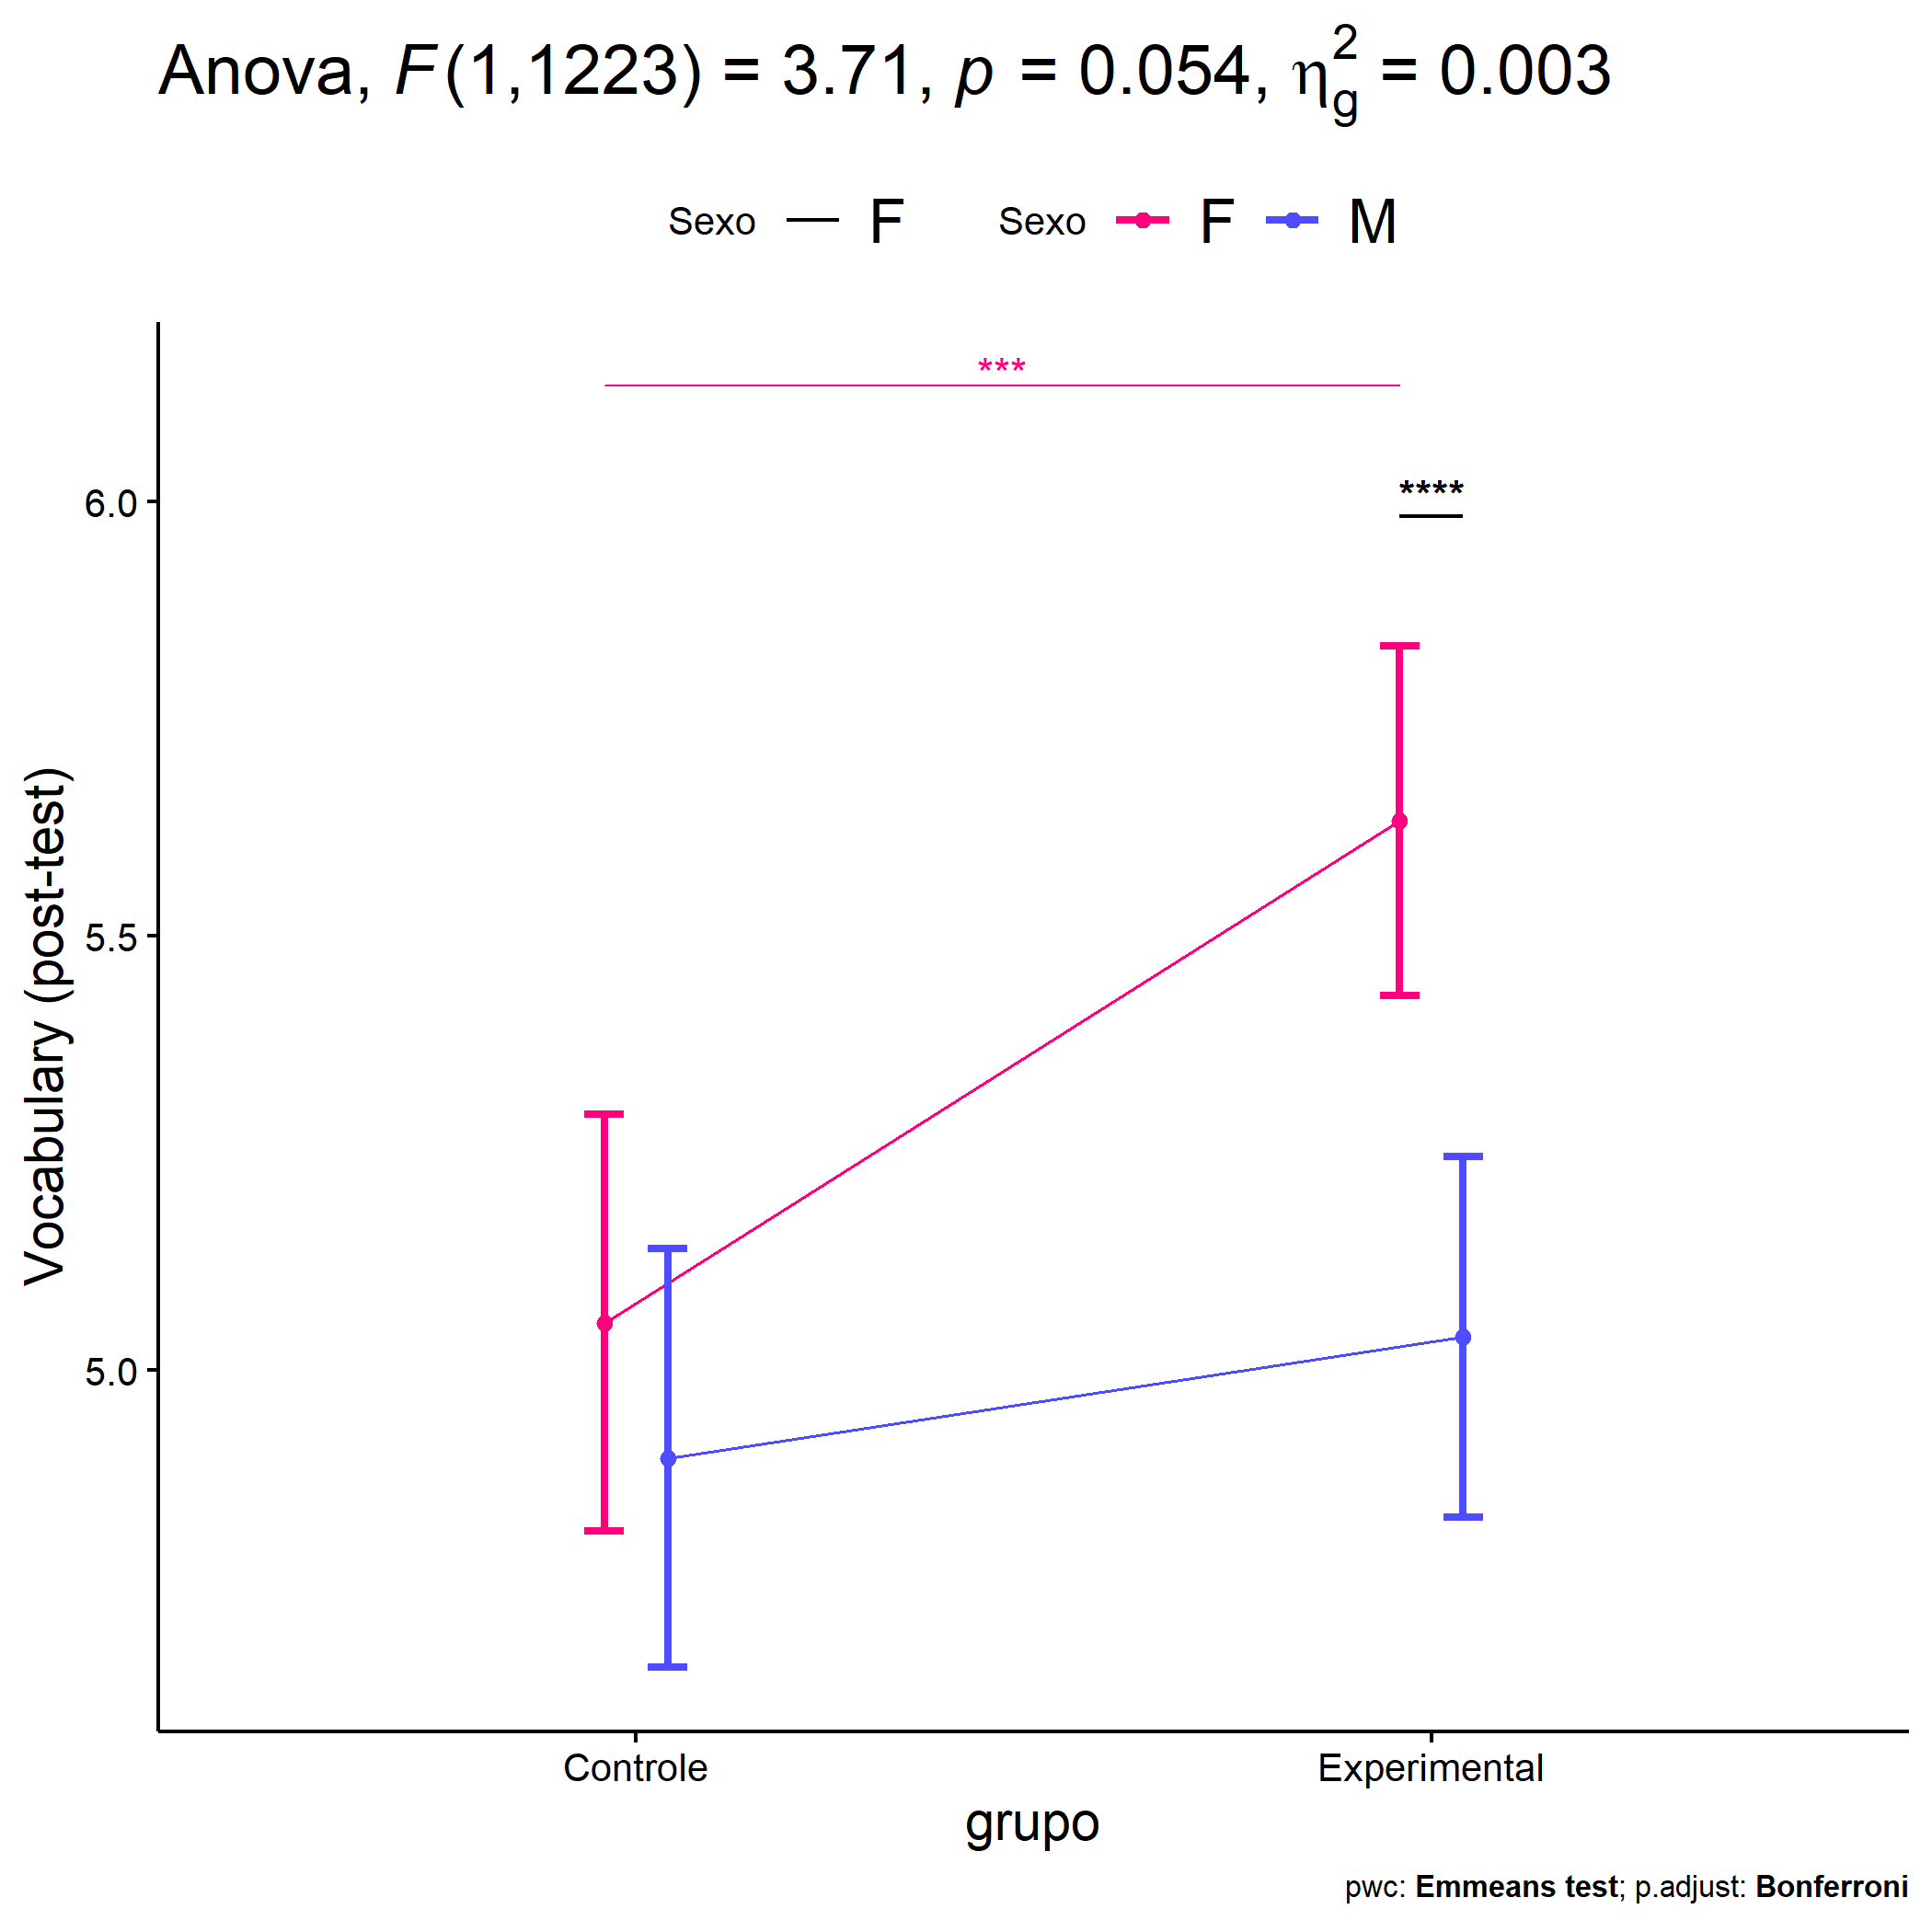 Anova, F(1,1223) = 3.71, p = 0.054, η²g = 0.003
Sexo F Sexo F M
***
****
6.0
5.5
5.0
Vocabulary (post-test)
Controle Experimental
grupo
pwc: Emmeans test; p.adjust: Bonferroni